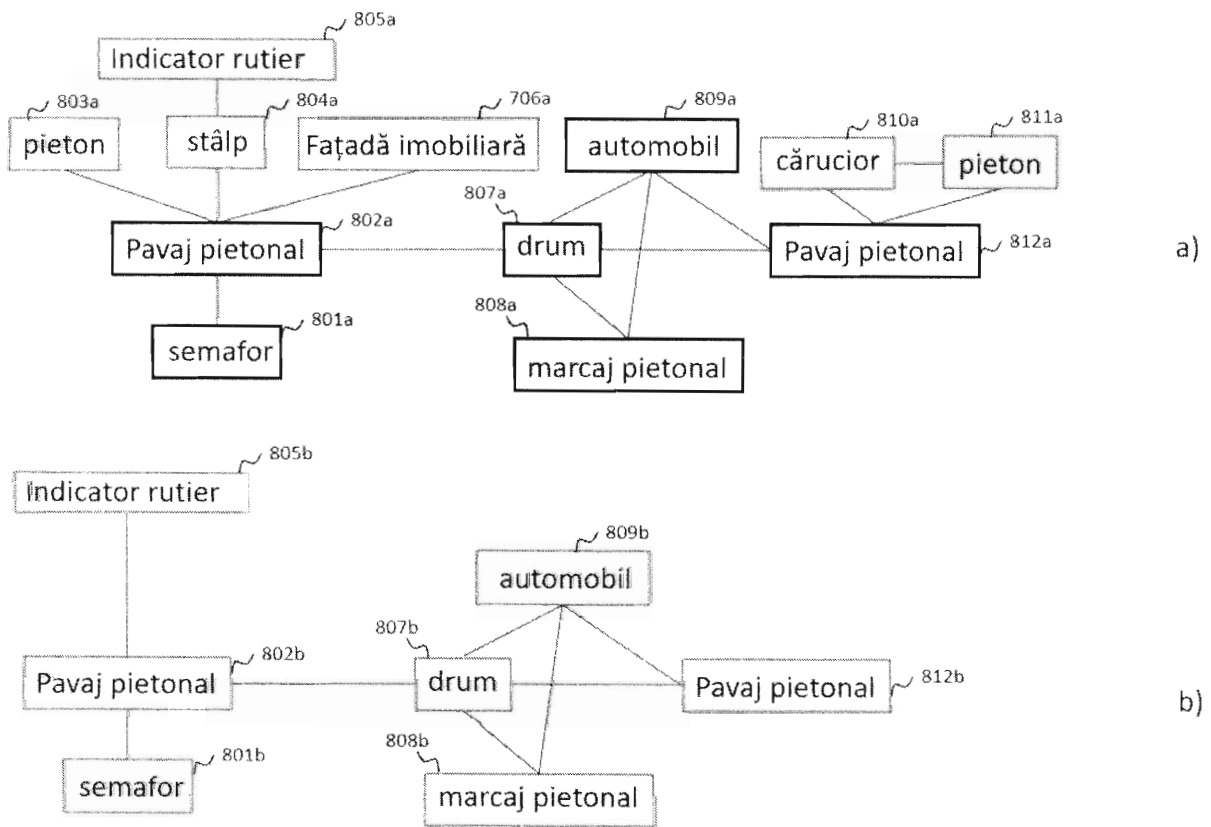 805a
Indicator rutier
803a
804a
706a
809a
810a
811a
pieton
stâlp
Fațadă imobiliară
automobil
cărucior
pieton
807a
802a
Pavaj pietonal
drum
Pavaj pietonal
812a
a)
801a
808a
semafor
marcaj pietonal
805b
Indicator rutier
809b
automobil
807b
802b
Pavaj pietonal
drum
Pavaj pietonal
812b
b)
801b
808b
semafor
marcaj pietonal